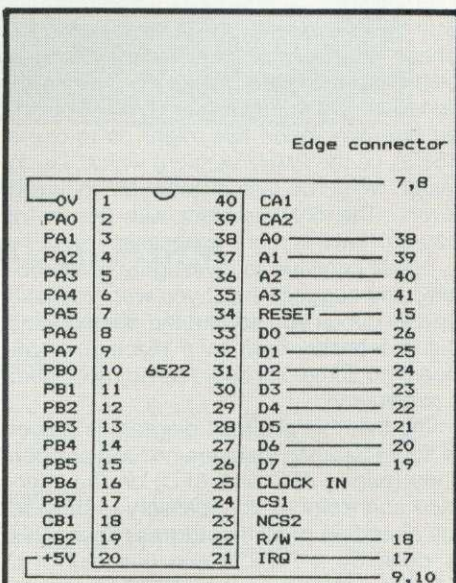 Edge connector
7,8
0V 1 40 CA1
PA0 2 39 CA2
PA1 3 38 A0 38
PA2 4 37 A1 39
PA3 5 36 A2 40
PA4 6 35 A3 41
PA5 7 34 RESET 15
PA6 8 33 D0 26
PA7 9 32 D1 25
PB0 10 6522 31 D2 24
PB1 11 30 D3 23
PB2 12 29 D4 22
PB3 13 28 D5 21
PB4 14 27 D6 20
PB5 15 26 D7 19
PB6 16 25 CLOCK IN
PB7 17 24 CS1
CB1 18 23 NCS2
CB2 19 22 R/W 18
+5V 20 21 IRQ 17
9,10